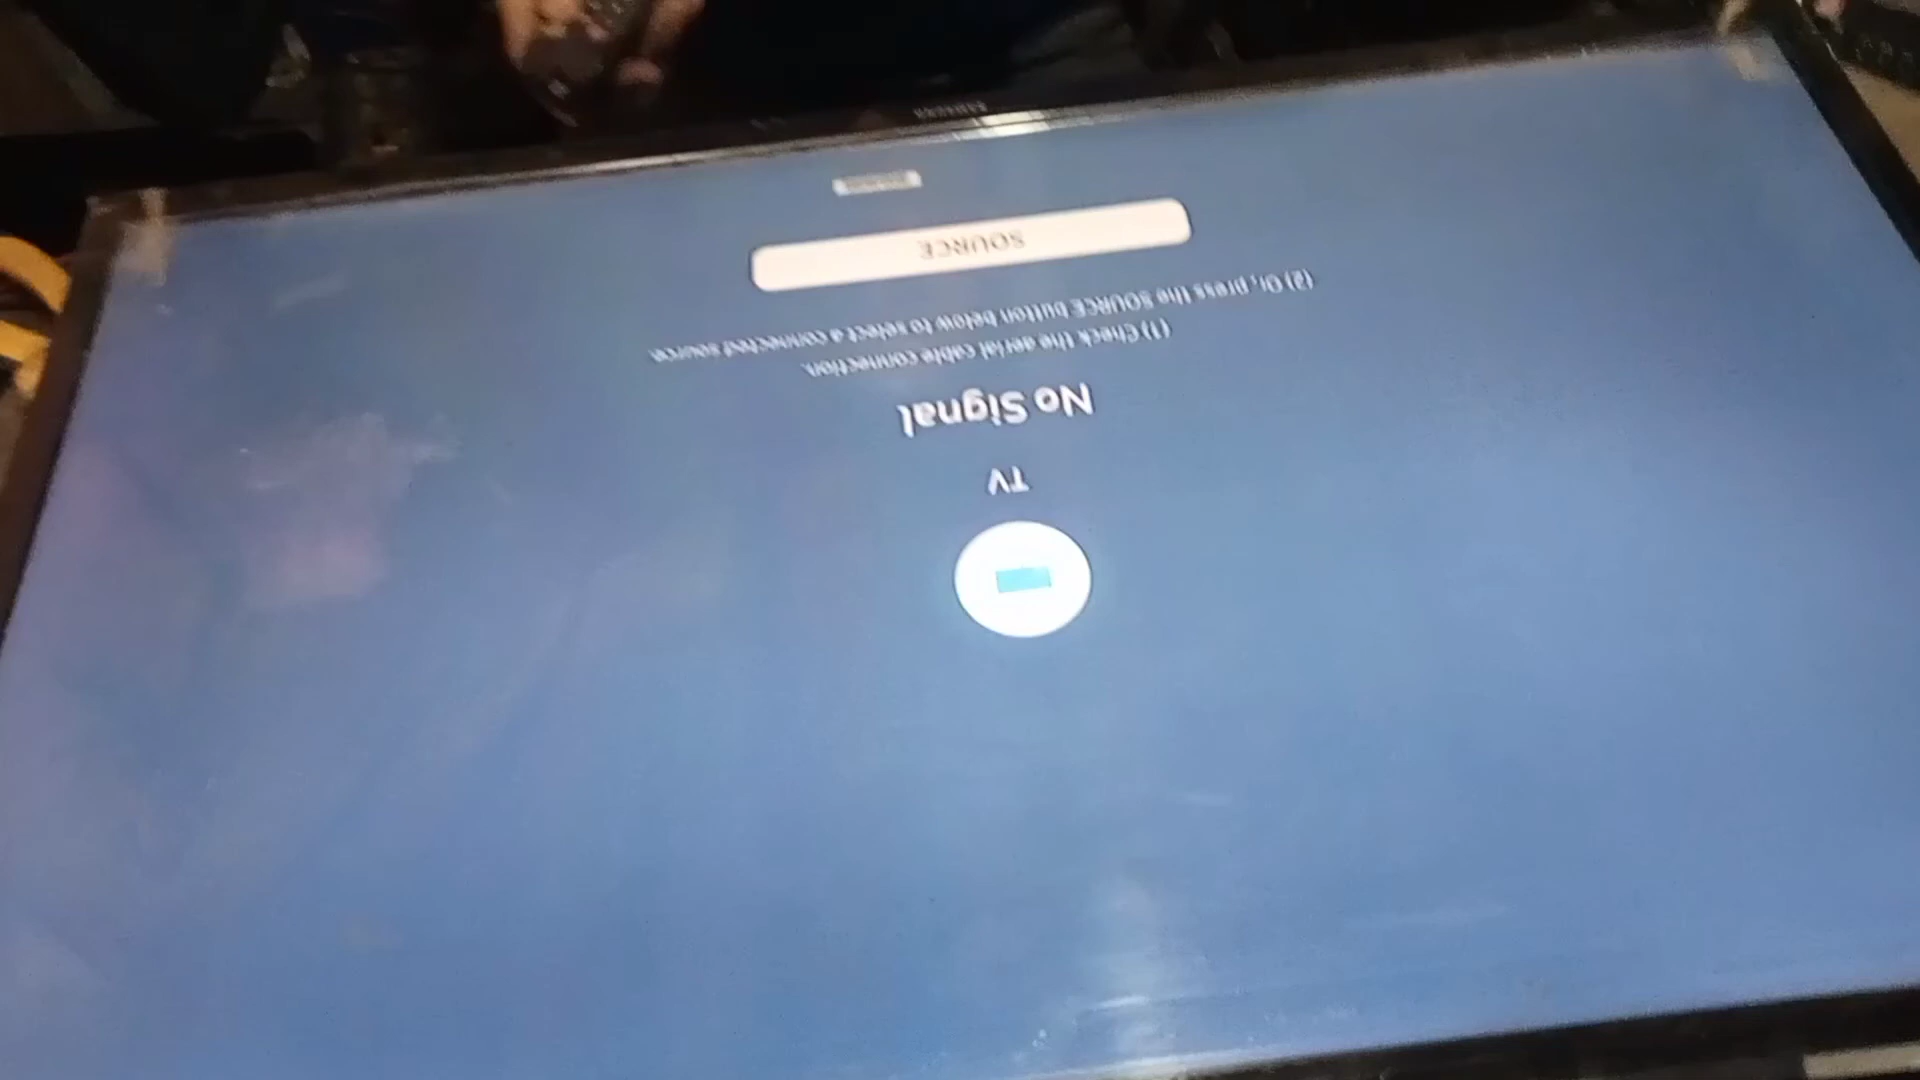 TV
No Signal
(1) Check the aerial cable connection.
(2) Or, press the SOURCE button below to select a connected source.
SOURCE
SAMSUNG